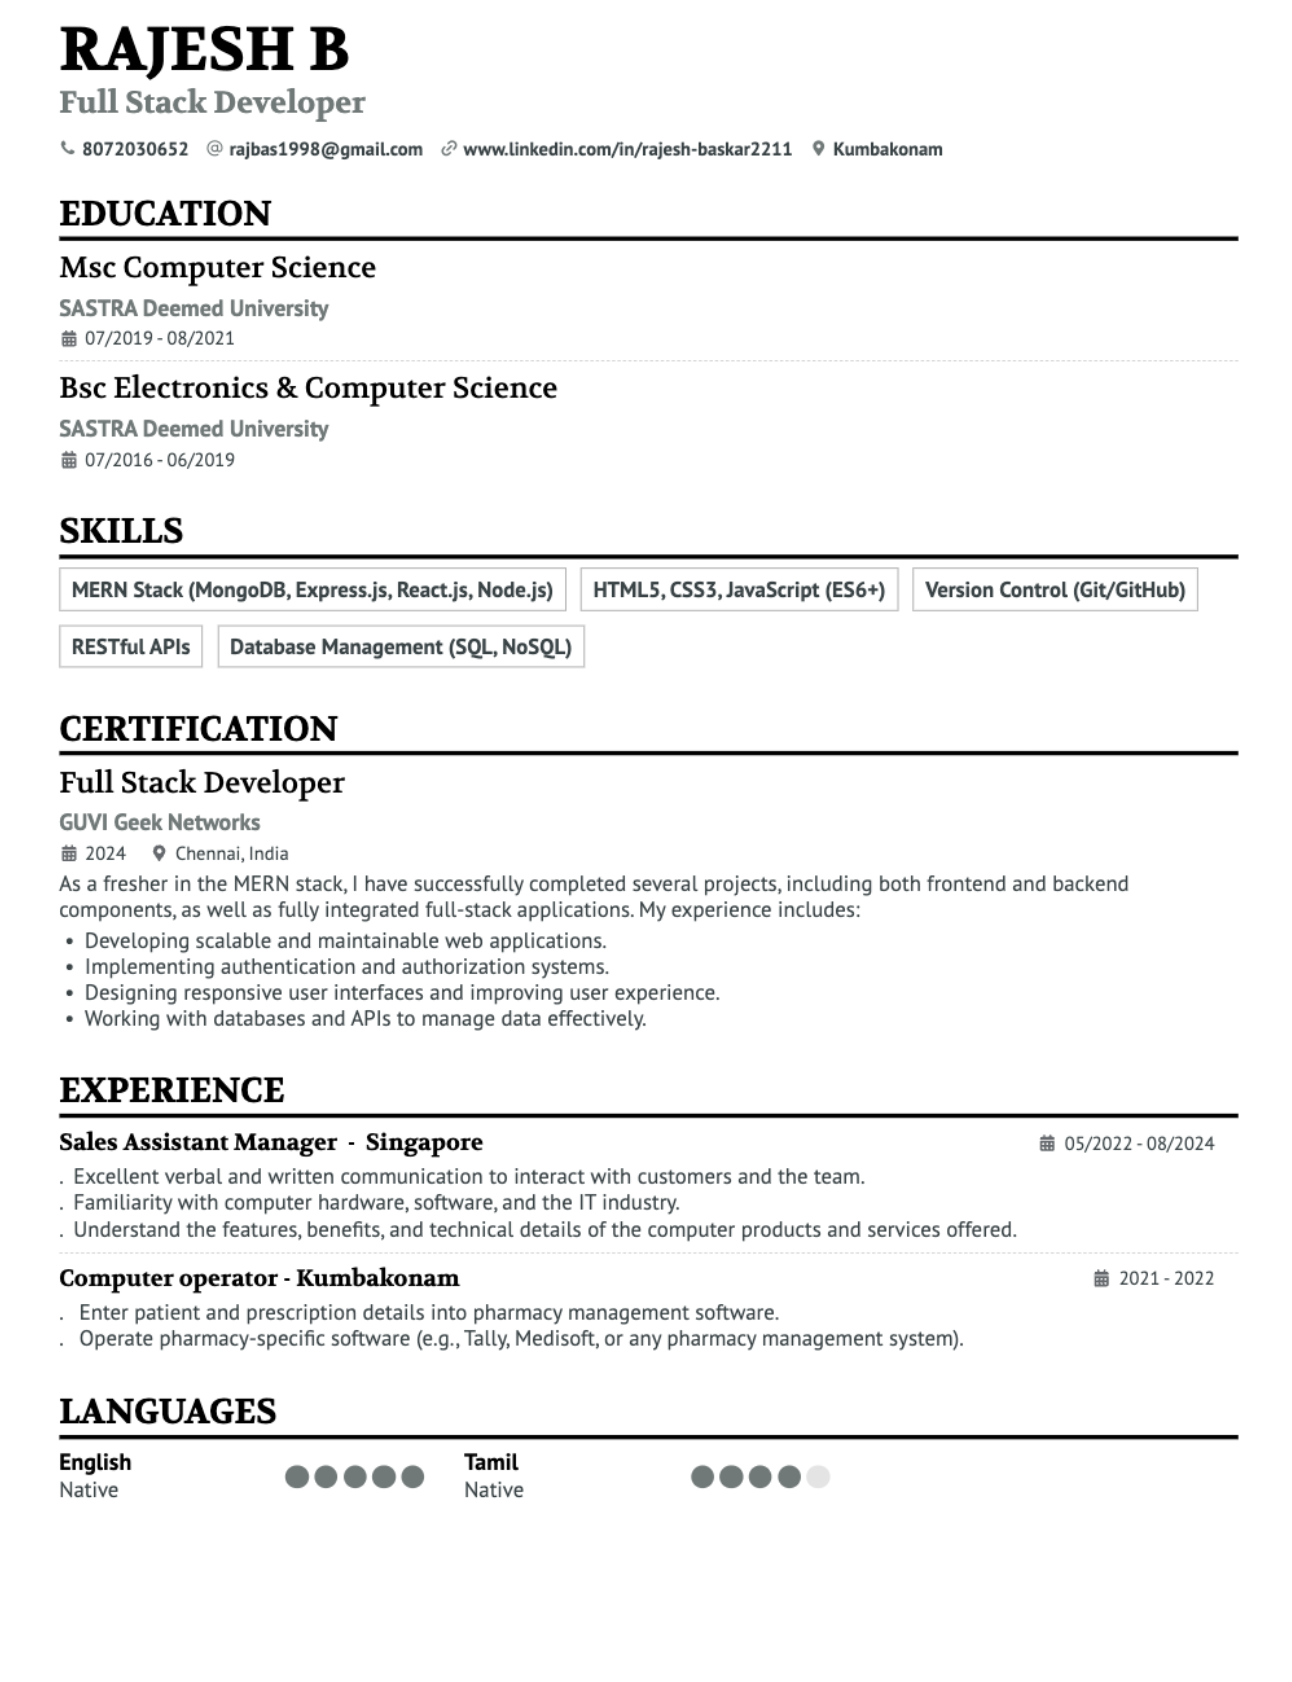 RAJESH B
Full Stack Developer
8072030652 rajbas1998@gmail.com www.linkedin.com/in/rajesh-baskar2211 Kumbakonam
EDUCATION
Msc Computer Science
SASTRA Deemed University
07/2019 - 08/2021
Bsc Electronics & Computer Science
SASTRA Deemed University
07/2016 - 06/2019
SKILLS
MERN Stack (MongoDB, Express.js, React.js, Node.js) HTML5, CSS3, JavaScript (ES6+) Version Control (Git/GitHub)
RESTful APIs Database Management (SQL, NoSQL)
CERTIFICATION
Full Stack Developer
GUVI Geek Networks
2024 Chennai, India
As a fresher in the MERN stack, I have successfully completed several projects, including both frontend and backend
components, as well as fully integrated full-stack applications. My experience includes:
• Developing scalable and maintainable web applications.
• Implementing authentication and authorization systems.
• Designing responsive user interfaces and improving user experience.
• Working with databases and APIs to manage data effectively.
EXPERIENCE
Sales Assistant Manager - Singapore 05/2022 - 08/2024
. Excellent verbal and written communication to interact with customers and the team.
. Familiarity with computer hardware, software, and the IT industry.
. Understand the features, benefits, and technical details of the computer products and services offered.
Computer operator - Kumbakonam 2021 - 2022
. Enter patient and prescription details into pharmacy management software.
. Operate pharmacy-specific software (e.g., Tally, Medisoft, or any pharmacy management system).
LANGUAGES
English Tamil
Native Native